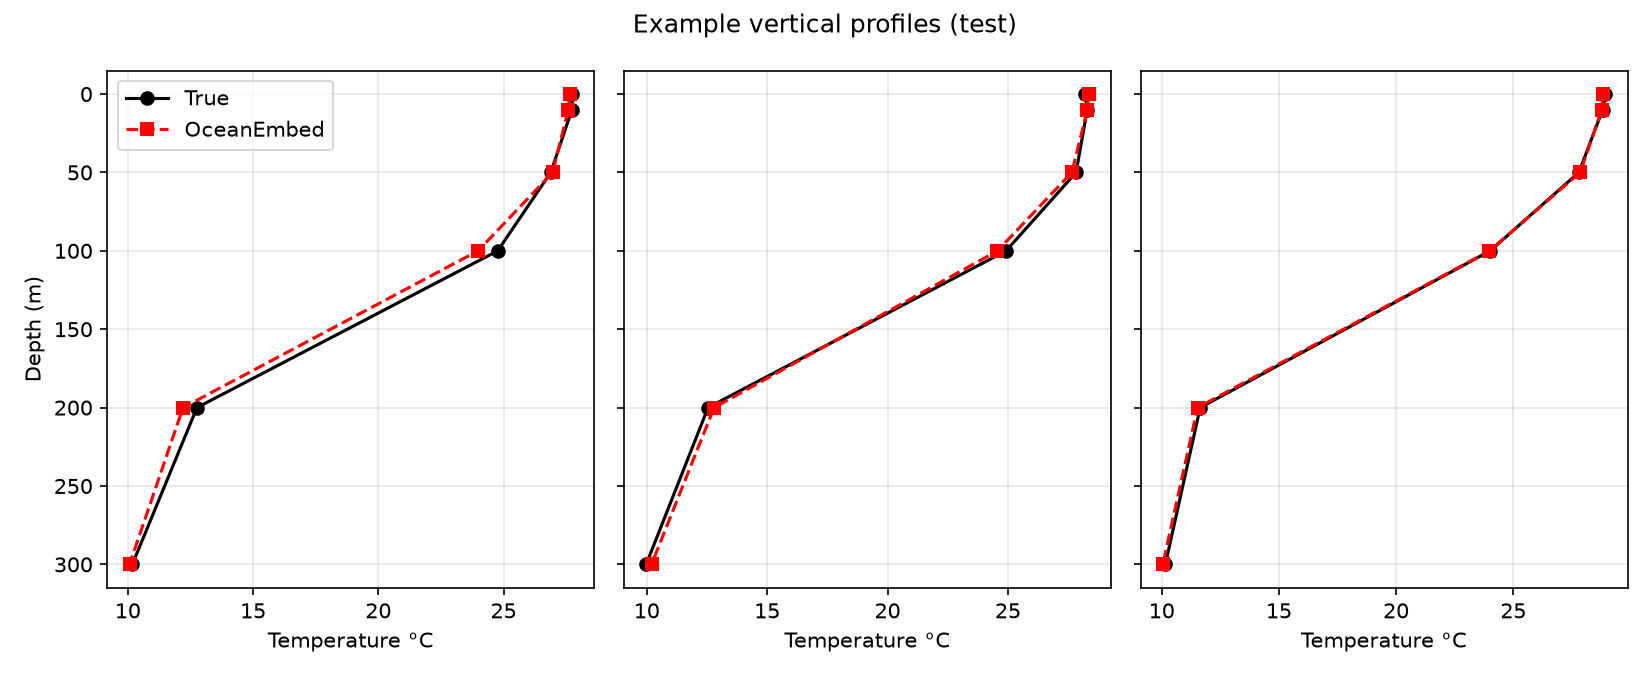 Example vertical profiles (test)
True
OceanEmbed
Depth (m)
0
50
100
150
200
250
300
10 15 20 25
10 15 20 25
10 15 20 25
Temperature °C
Temperature °C
Temperature °C